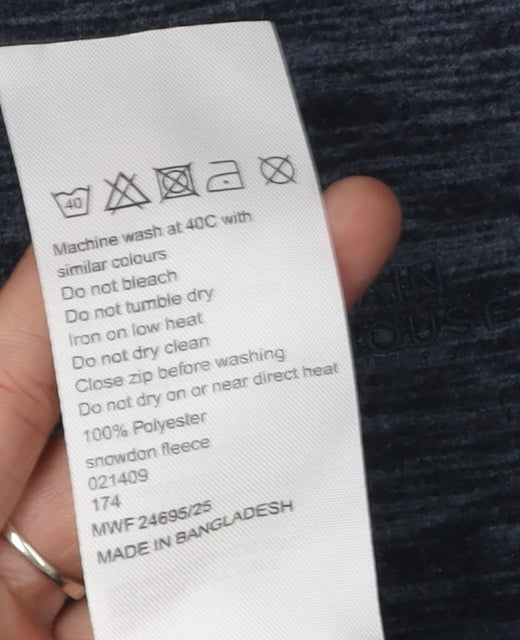 40
Machine wash at 40C with
similar colours
Do not bleach
Do not tumble dry
Iron on low heat
Do not dry clean
Close zip before washing
Do not dry on or near direct heat
100% Polyester
snowdon fleece
021409
174
MWF 24695/25
MADE IN BANGLADESH